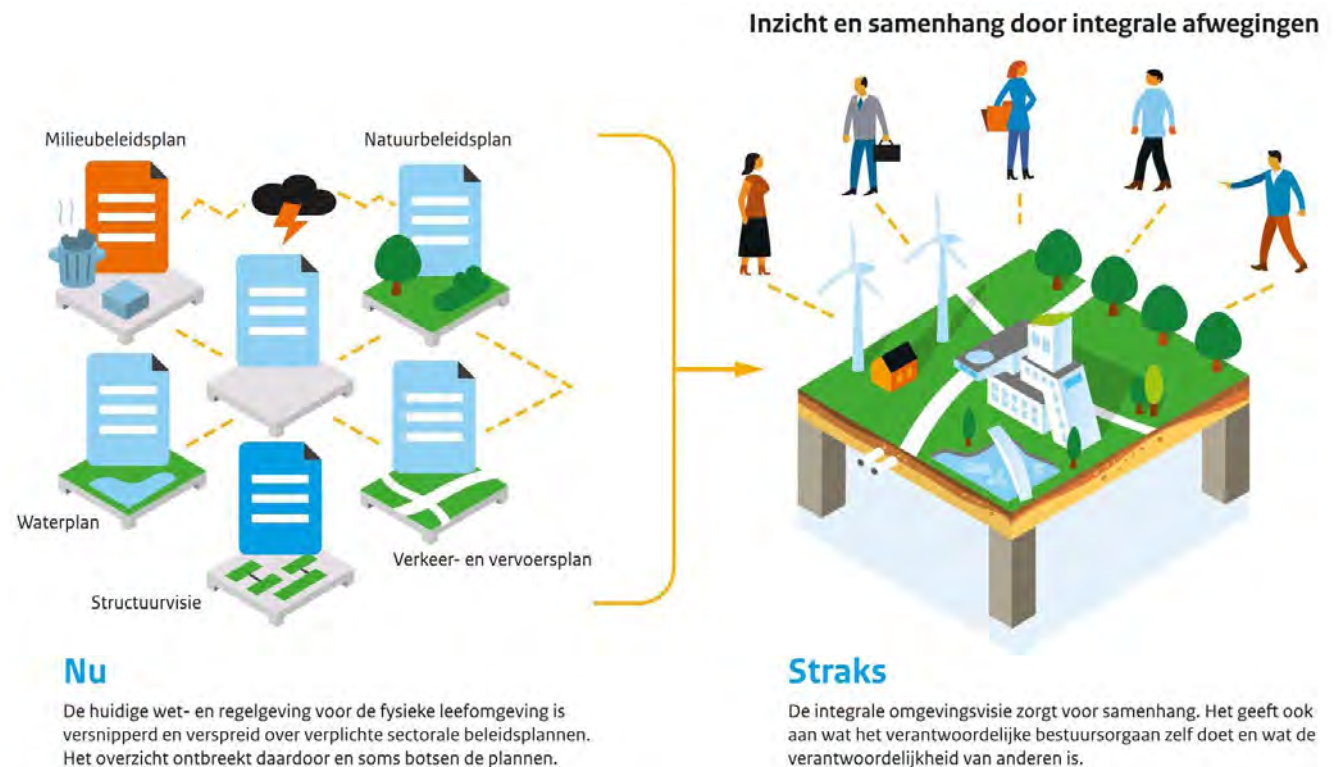 Inzicht en samenhang door integrale afwegingen
Milieubeleidsplan
Natuurbeleidsplan
Waterplan
Verkeer- en vervoersplan
Structuurvisie
Nu
De huidige wet- en regelgeving voor de fysieke leefomgeving is
versnipperd en verspreid over verplichte sectorale beleidsplannen.
Het overzicht ontbreekt daardoor en soms botsen de plannen.
Straks
De integrale omgevingsvisie zorgt voor samenhang. Het geeft ook
aan wat het verantwoordelijke bestuursorgaan zelf doet en wat de
verantwoordelijkheid van anderen is.